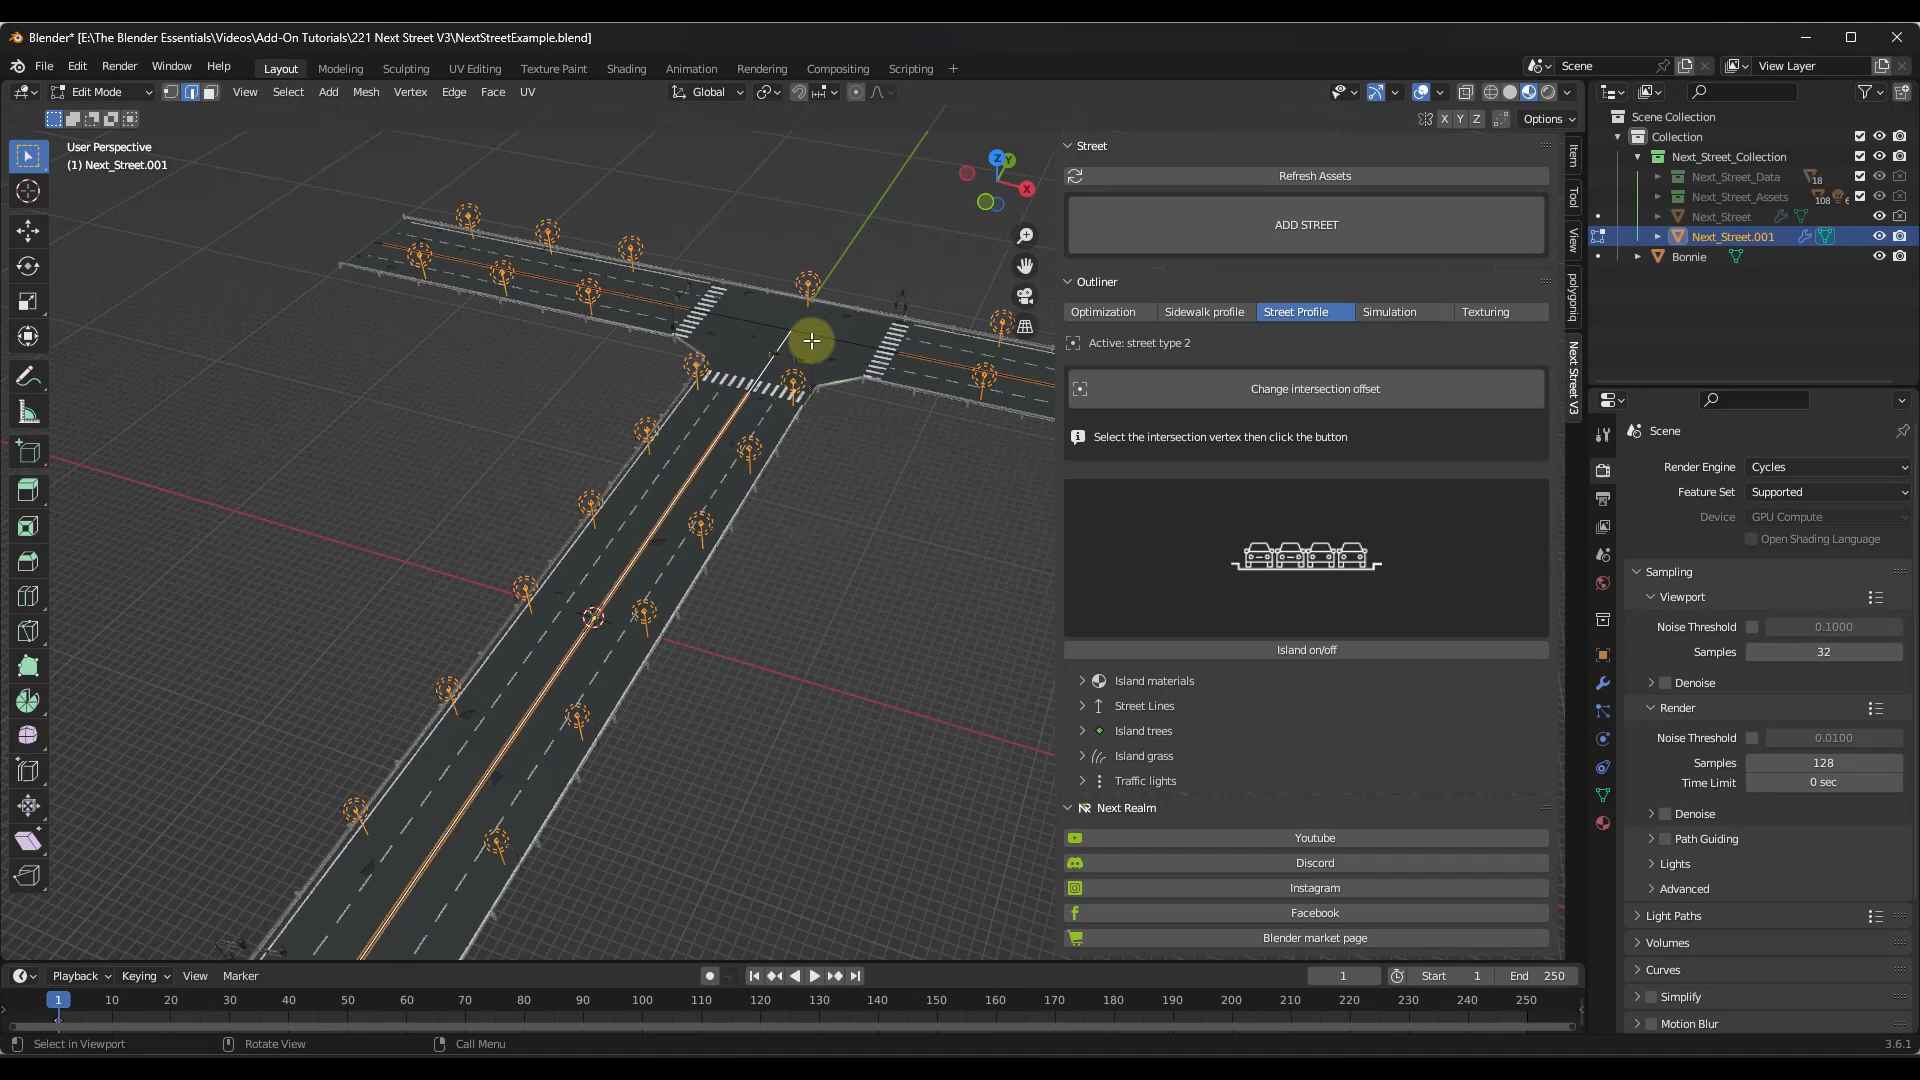 Blender* [E:\The Blender Essentials\Videos\Add-On Tutorials\221 Next Street V3\NextStreetExample.blend]
File Edit Render Window Help
Layout Modeling Sculpting UV Editing Texture Paint Shading Animation Rendering Compositing Scripting
Scene
View Layer
Edit Mode
View Select Add Mesh Vertex Edge Face UV
Global
X Y Z
Options
User Perspective
(1) Next_Street.001
Z
Y
X
Street
Refresh Assets
ADD STREET
Outliner
Optimization Sidewalk profile Street Profile Simulation Texturing
Active: street type 2
Change intersection offset
Select the intersection vertex then click the button
Island on/off
Island materials
Street Lines
Island trees
Island grass
Traffic lights
Next Realm
Youtube
Discord
Instagram
Facebook
Blender market page
Item
Tool
View
polygoniq
Next Street V3
Scene Collection
Collection
Next_Street_Collection
Next_Street_Data 18
Next_Street_Assets 108 6
Next_Street
Next_Street.001
Bonnie
Scene
Render Engine Cycles
Feature Set Supported
Device GPU Compute
Open Shading Language
Sampling
Viewport
Noise Threshold 0.1000
Samples 32
Denoise
Render
Noise Threshold 0.0100
Samples 128
Time Limit 0 sec
Denoise
Path Guiding
Lights
Advanced
Light Paths
Volumes
Curves
Simplify
Motion Blur
Playback Keying View Marker
1
Start 1
End 250
1 10 20 30 40 50 60 70 80 90 100 110 120 130 140 150 160 170 180 190 200 210 220 230 240 250
Select in Viewport
Rotate View
Call Menu
3.6.1